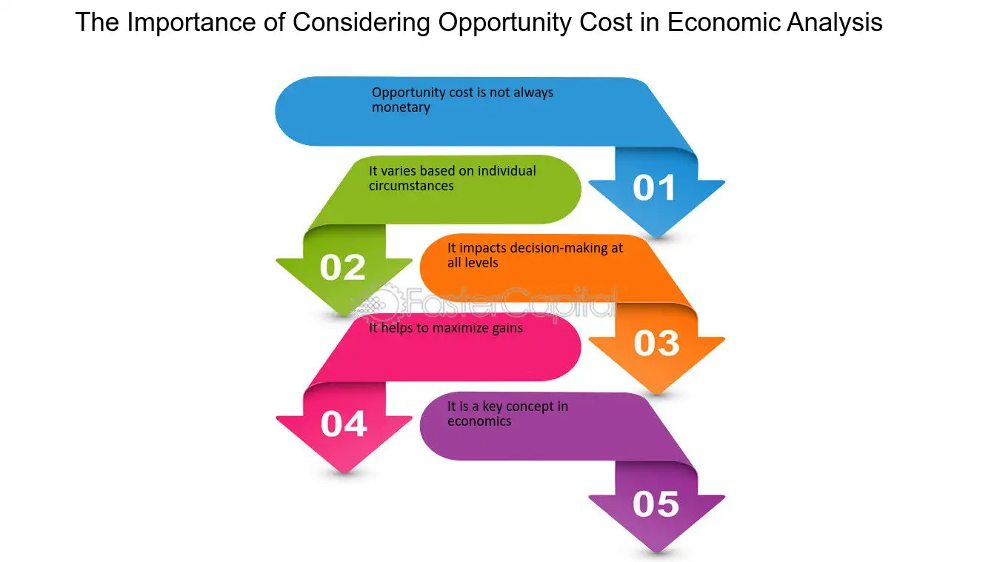 The Importance of Considering Opportunity Cost in Economic Analysis
Opportunity cost is not always
monetary
01
It varies based on individual
circumstances
02
It impacts decision-making at
all levels
03
FasterCapital
It helps to maximize gains
04
It is a key concept in
economics
05